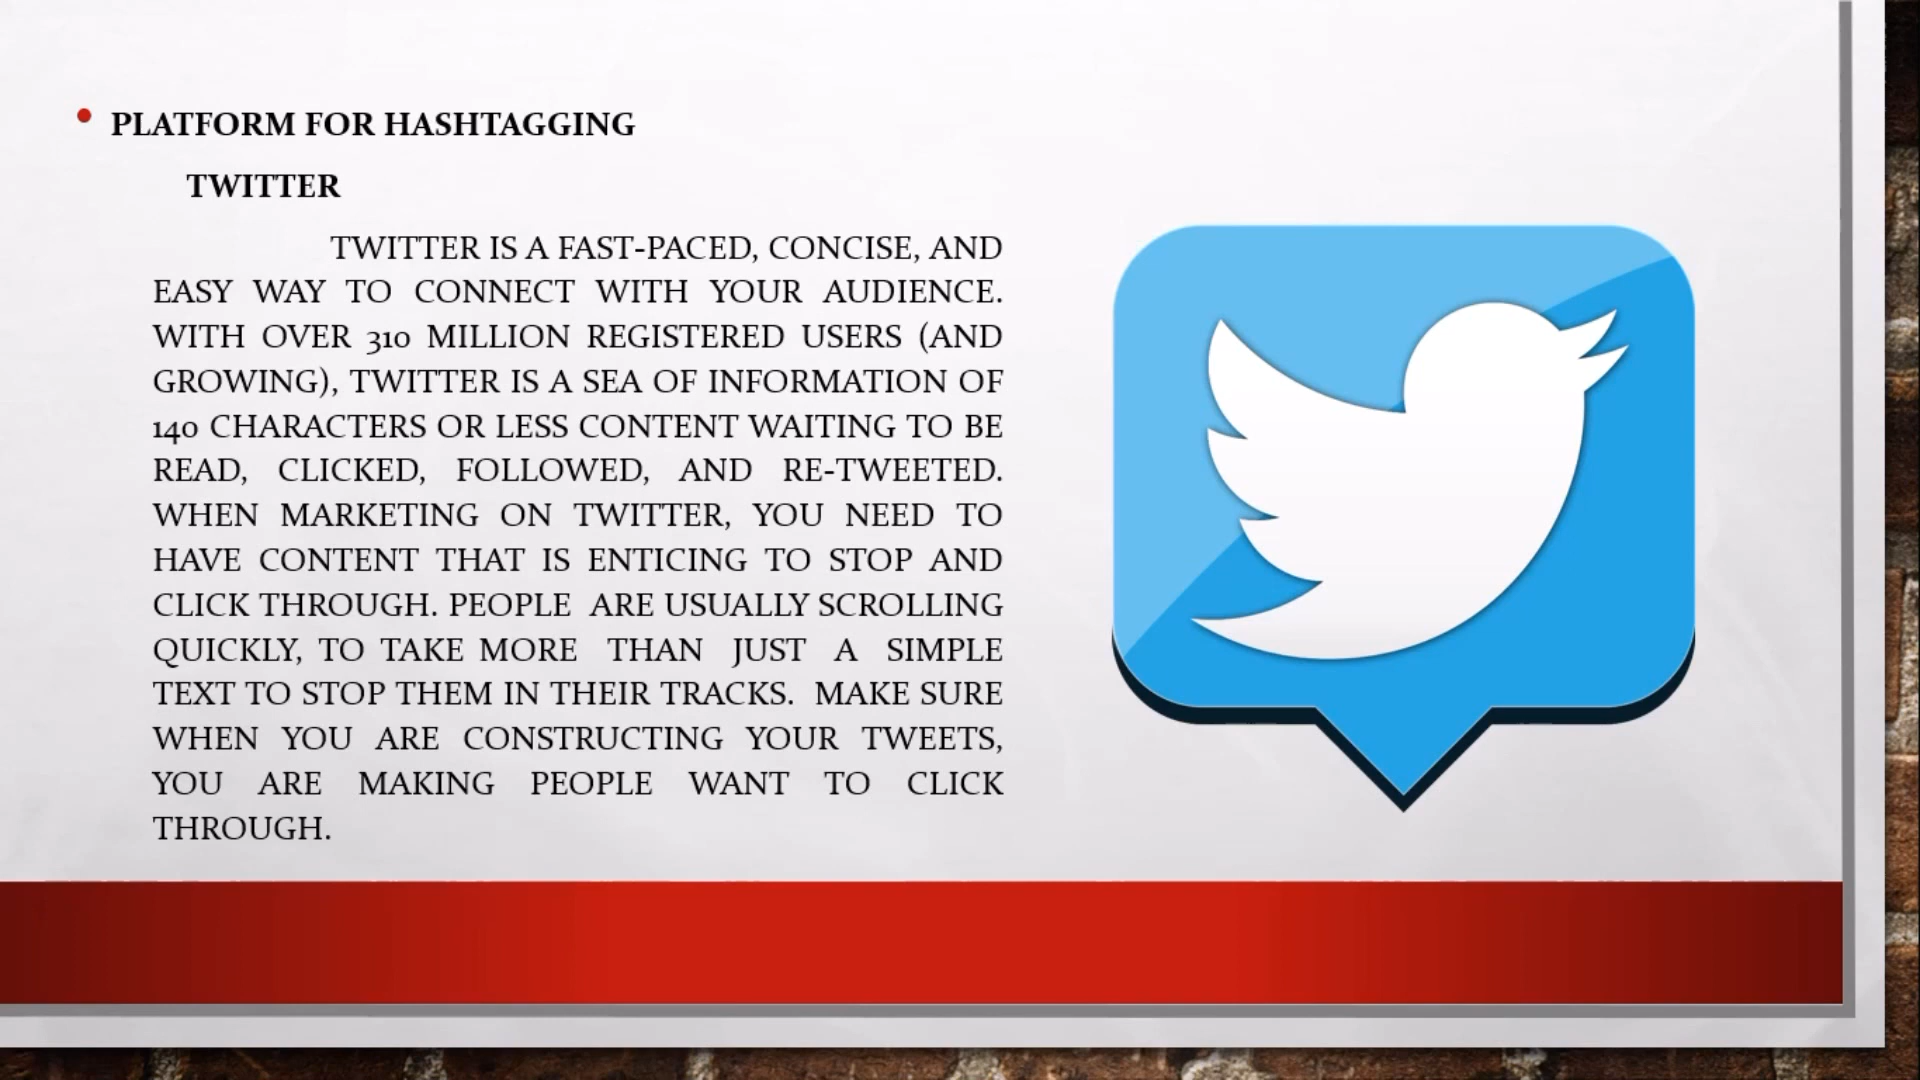 • PLATFORM FOR HASHTAGGING
TWITTER
TWITTER IS A FAST-PACED, CONCISE, AND
EASY WAY TO CONNECT WITH YOUR AUDIENCE.
WITH OVER 310 MILLION REGISTERED USERS (AND
GROWING), TWITTER IS A SEA OF INFORMATION OF
140 CHARACTERS OR LESS CONTENT WAITING TO BE
READ, CLICKED, FOLLOWED, AND RE-TWEETED.
WHEN MARKETING ON TWITTER, YOU NEED TO
HAVE CONTENT THAT IS ENTICING TO STOP AND
CLICK THROUGH. PEOPLE ARE USUALLY SCROLLING
QUICKLY, TO TAKE MORE THAN JUST A SIMPLE
TEXT TO STOP THEM IN THEIR TRACKS. MAKE SURE
WHEN YOU ARE CONSTRUCTING YOUR TWEETS,
YOU ARE MAKING PEOPLE WANT TO CLICK
THROUGH.